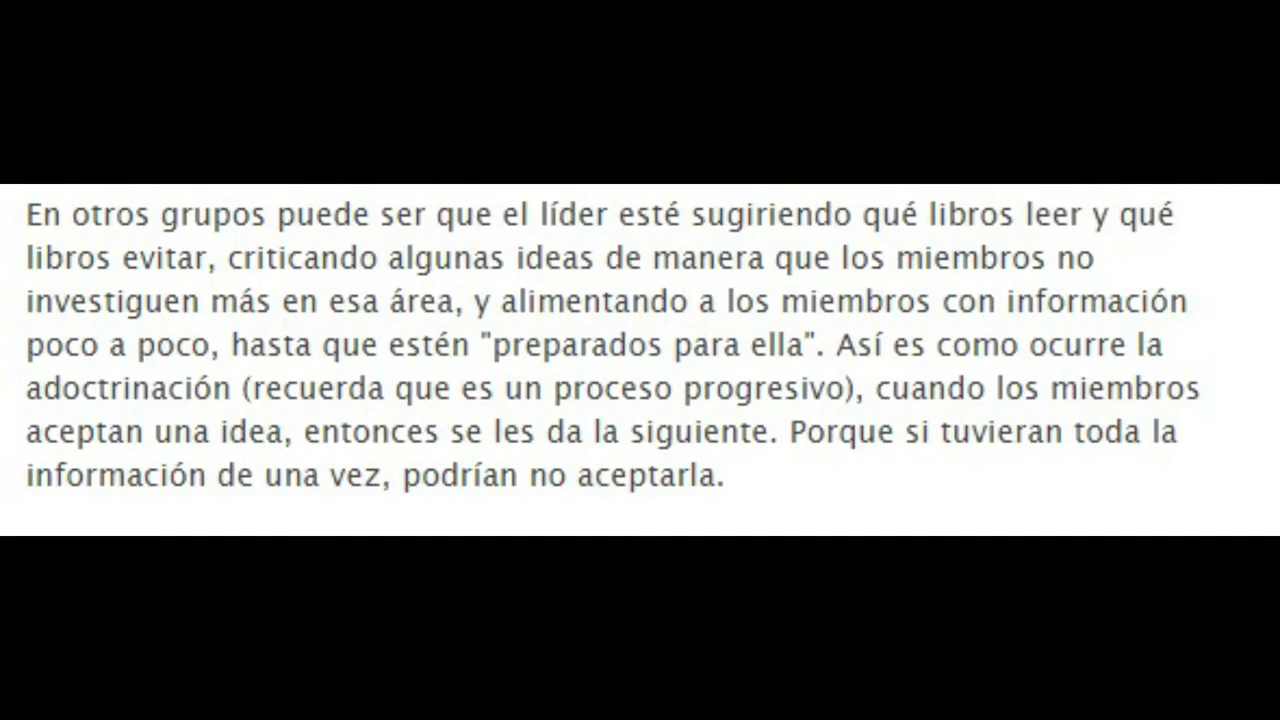 En otros grupos puede ser que el líder esté sugiriendo qué libros leer y qué
libros evitar, criticando algunas ideas de manera que los miembros no
investiguen más en esa área, y alimentando a los miembros con información
poco a poco, hasta que estén "preparados para ella". Así es como ocurre la
adoctrinación (recuerda que es un proceso progresivo), cuando los miembros
aceptan una idea, entonces se les da la siguiente. Porque si tuvieran toda la
información de una vez, podrían no aceptarla.